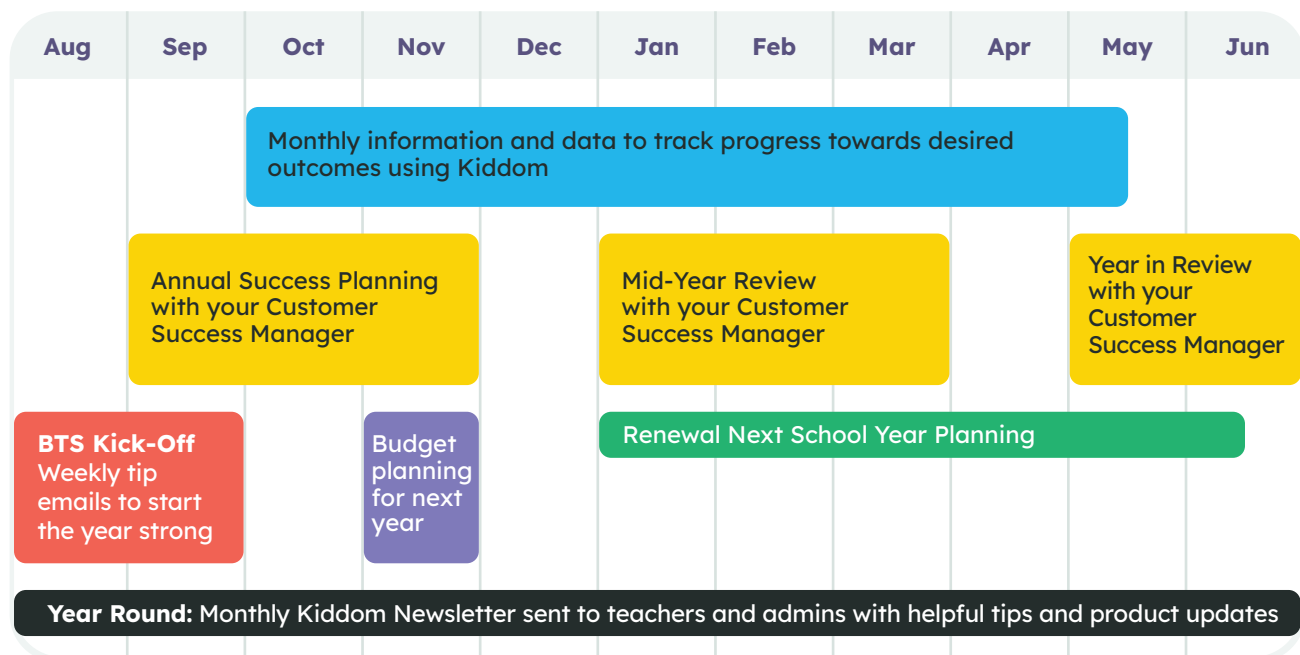 Aug Sep Oct Nov Dec Jan Feb Mar Apr May Jun
Monthly information and data to track progress towards desired
outcomes using Kiddom
Annual Success Planning
with your Customer
Success Manager
Mid-Year Review
with your Customer
Success Manager
Year in Review
with your
Customer
Success Manager
BTS Kick-Off
Weekly tip
emails to start
the year strong
Budget
planning
for next
year
Renewal Next School Year Planning
Year Round: Monthly Kiddom Newsletter sent to teachers and admins with helpful tips and product updates